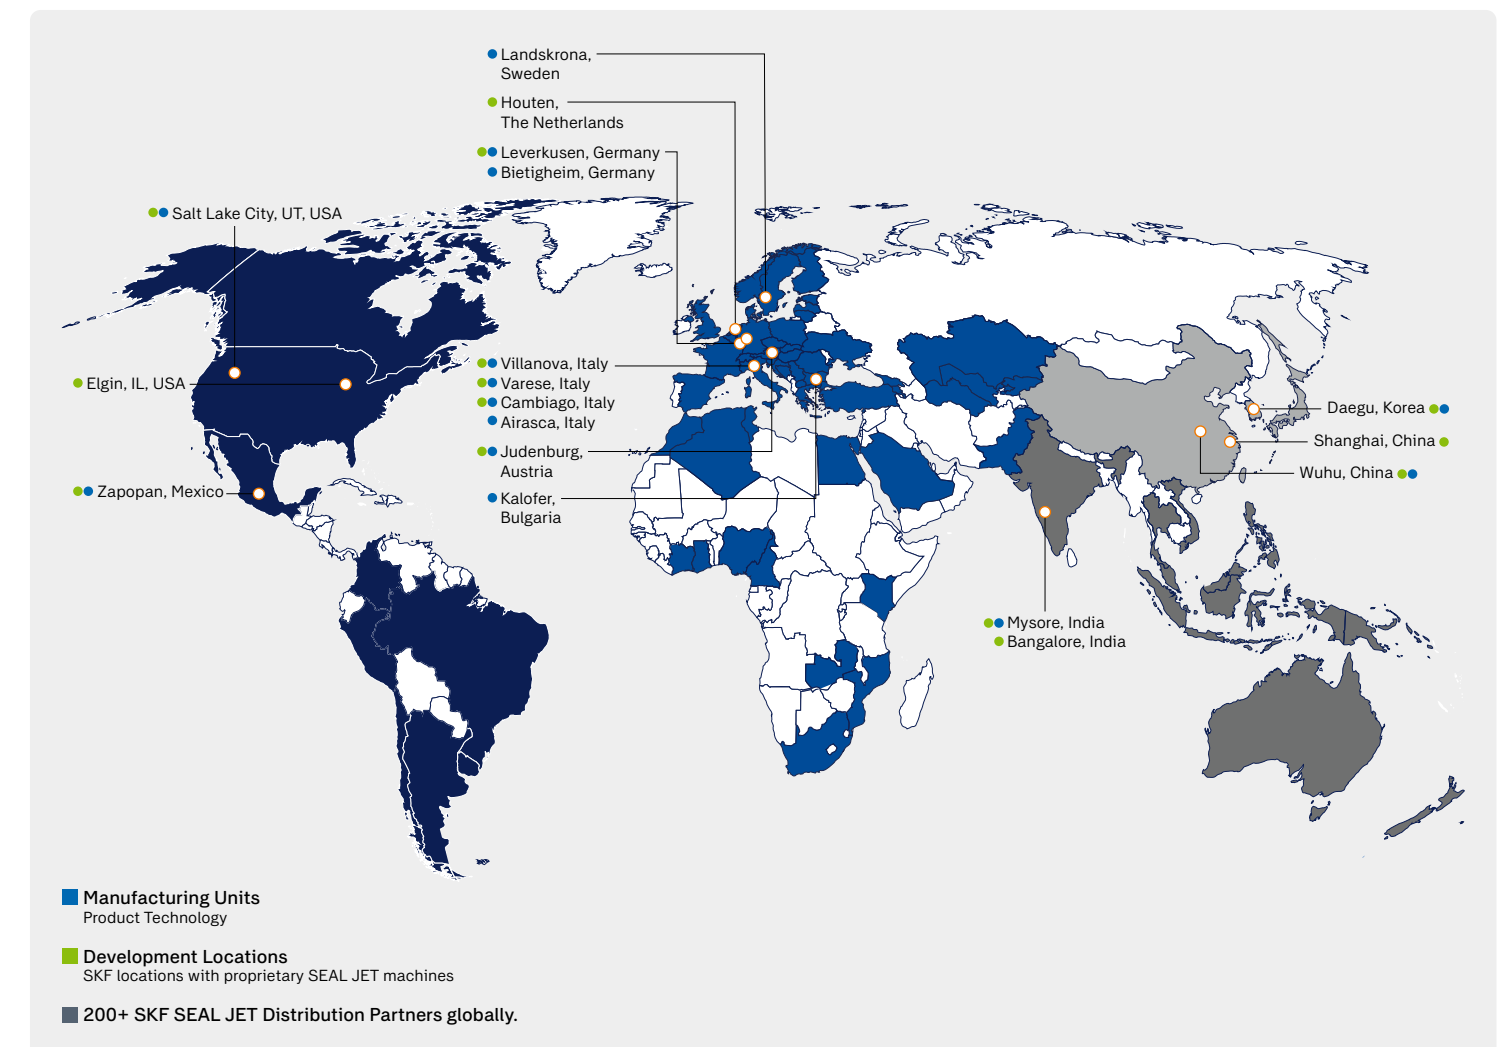 Landskrona,
Sweden
Houten,
The Netherlands
Leverkusen, Germany
Bietigheim, Germany
Salt Lake City, UT, USA
Elgin, IL, USA
Zapopan, Mexico
Villanova, Italy
Varese, Italy
Cambiago, Italy
Airasca, Italy
Judenburg,
Austria
Kalofer,
Bulgaria
Daegu, Korea
Shanghai, China
Wuhu, China
Mysore, India
Bangalore, India
Manufacturing Units
Product Technology
Development Locations
SKF locations with proprietary SEAL JET machines
200+ SKF SEAL JET Distribution Partners globally.